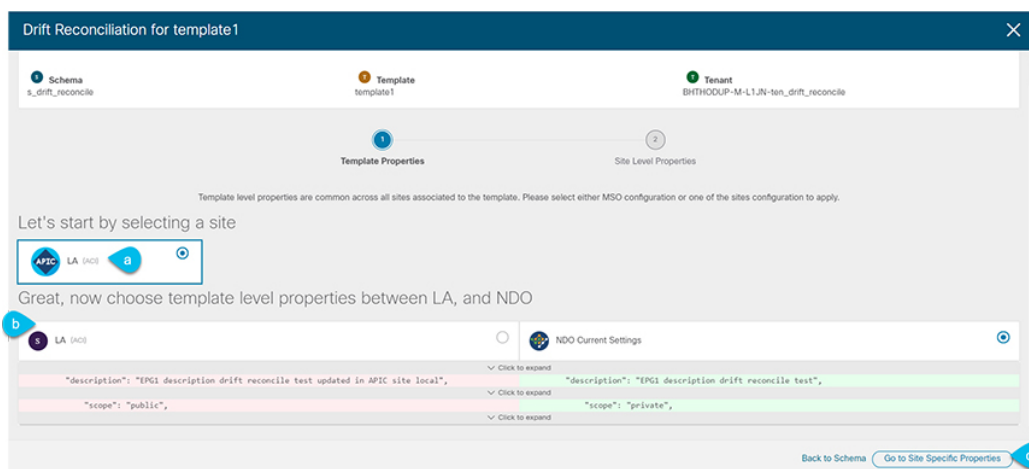 Drift Reconciliation for template1
S Schema
s_drift_reconcile
T Template
template1
T Tenant
BHTHODUP-M-L1JN-ten_drift_reconcile
1
Template Properties
2
Site Level Properties
Template level properties are common across all sites associated to the template. Please select either MSO configuration or one of the sites configuration to apply.
Let's start by selecting a site
APIC LA (ACI) a
Great, now choose template level properties between LA, and NDO
b
S LA (ACI)
NDO Current Settings
Click to expand
"description": "EPG1 description drift reconcile test updated in APIC site local",
"description": "EPG1 description drift reconcile test",
Click to expand
"scope": "public",
"scope": "private",
Click to expand
Back to Schema Go to Site Specific Properties